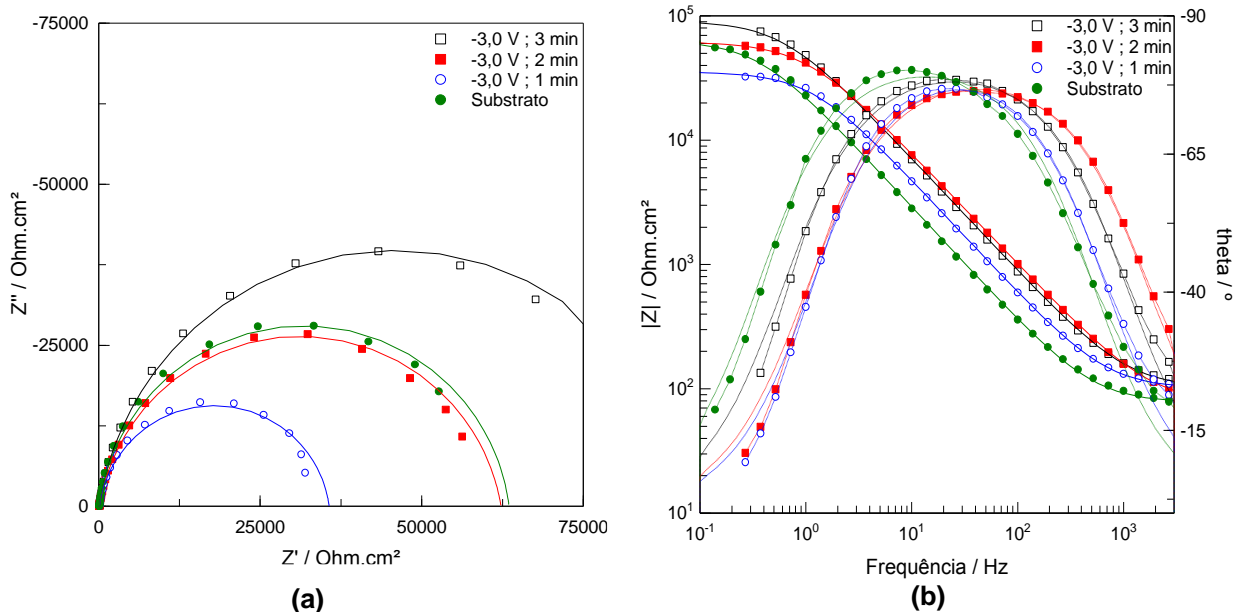 -75000
-50000
-25000
0
0
25000
50000
75000
Z'' / Ohm.cm²
Z' / Ohm.cm²
-3,0 V ; 3 min
-3,0 V ; 2 min
-3,0 V ; 1 min
Substrato
(a)
10⁵
10⁴
10³
10²
10¹
|Z| / Ohm.cm²
10⁻¹
10⁰
10¹
10²
10³
Frequência / Hz
-90
-65
-40
-15
theta / º
-3,0 V ; 3 min
-3,0 V ; 2 min
-3,0 V ; 1 min
Substrato
(b)